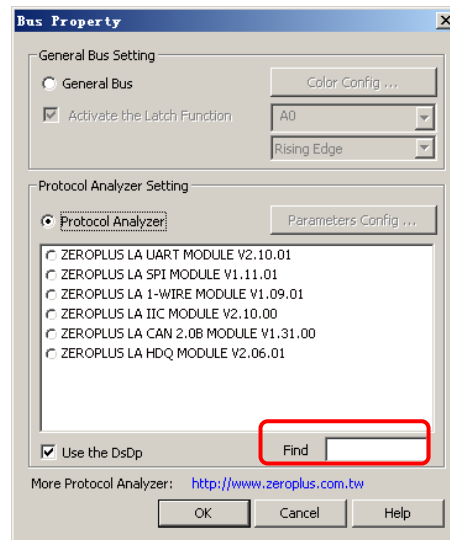 Bus Property
General Bus Setting
General Bus
Color Config ...
Activate the Latch Function
A0
Rising Edge
Protocol Analyzer Setting
Protocol Analyzer
Parameters Config ...
ZEROPLUS LA UART MODULE V2.10.01
ZEROPLUS LA SPI MODULE V1.11.01
ZEROPLUS LA 1-WIRE MODULE V1.09.01
ZEROPLUS LA IIC MODULE V2.10.00
ZEROPLUS LA CAN 2.0B MODULE V1.31.00
ZEROPLUS LA HDQ MODULE V2.06.01
Use the DsDp
Find
More Protocol Analyzer: http://www.zeroplus.com.tw
OK Cancel Help